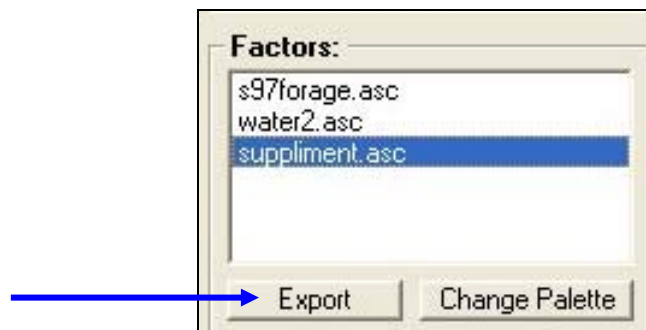 Factors:
s97forage.asc
water2.asc
suppliment.asc
Export Change Palette